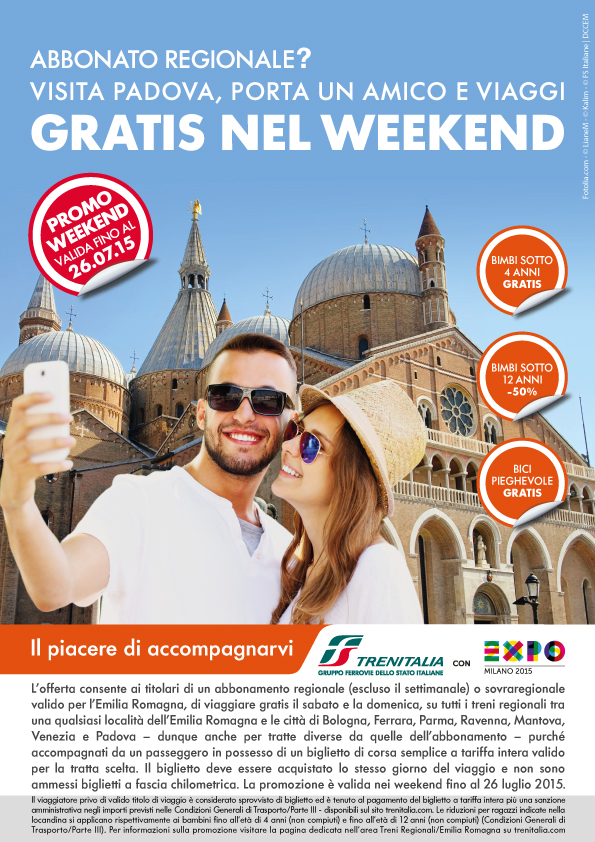 ABBONATO REGIONALE?
VISITA PADOVA, PORTA UN AMICO E VIAGGI
GRATIS NEL WEEKEND
Fotolia.com - © LianeM - © Kalim - © FS Italiane | DCCEM
PROMO
WEEKEND
VALIDA FINO AL
26.07.15
BIMBI SOTTO
4 ANNI
GRATIS
BIMBI SOTTO
12 ANNI
-50%
BICI
PIEGHEVOLE
GRATIS
Il piacere di accompagnarvi
TRENITALIA
GRUPPO FERROVIE DELLO STATO ITALIANE
CON
EXPO
MILANO 2015
L'offerta consente ai titolari di un abbonamento regionale (escluso il settimanale) o sovraregionale
valido per l'Emilia Romagna, di viaggiare gratis il sabato e la domenica, su tutti i treni regionali tra
una qualsiasi località dell'Emilia Romagna e le città di Bologna, Ferrara, Parma, Ravenna, Mantova,
Venezia e Padova – dunque anche per tratte diverse da quelle dell'abbonamento – purché
accompagnati da un passeggero in possesso di un biglietto di corsa semplice a tariffa intera valido
per la tratta scelta. Il biglietto deve essere acquistato lo stesso giorno del viaggio e non sono
ammessi biglietti a fascia chilometrica. La promozione è valida nei weekend fino al 26 luglio 2015.
Il viaggiatore privo di valido titolo di viaggio è considerato sprovvisto di biglietto ed è tenuto al pagamento del biglietto a tariffa intera più una sanzione
amministrativa negli importi previsti nelle Condizioni Generali di Trasporto/Parte III - disponibili sul sito trenitalia.com. Le riduzioni per ragazzi indicate nella
locandina si applicano rispettivamente ai bambini fino all'età di 4 anni (non compiuti) e fino all'età di 12 anni (non compiuti) (Condizioni Generali di
Trasporto/Parte III). Per informazioni sulla promozione visitare la pagina dedicata nell'area Treni Regionali/Emilia Romagna su trenitalia.com